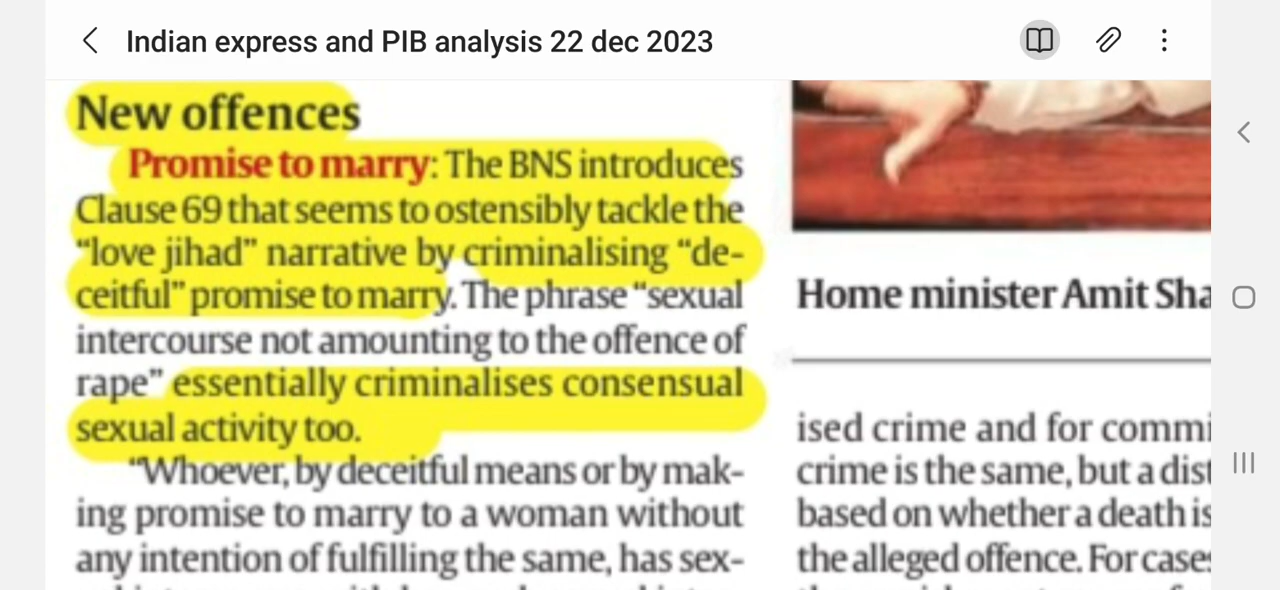 Indian express and PIB analysis 22 dec 2023
New offences
Promise to marry: The BNS introduces
Clause 69 that seems to ostensibly tackle the
“love jihad” narrative by criminalising “de-
ceitful” promise to marry. The phrase “sexual
intercourse not amounting to the offence of
rape” essentially criminalises consensual
sexual activity too.
“Whoever, by deceitful means or by mak-
ing promise to marry to a woman without
any intention of fulfilling the same, has sex-
Home minister Amit Sha
ised crime and for commi
crime is the same, but a dist
based on whether a death is
the alleged offence. For cases